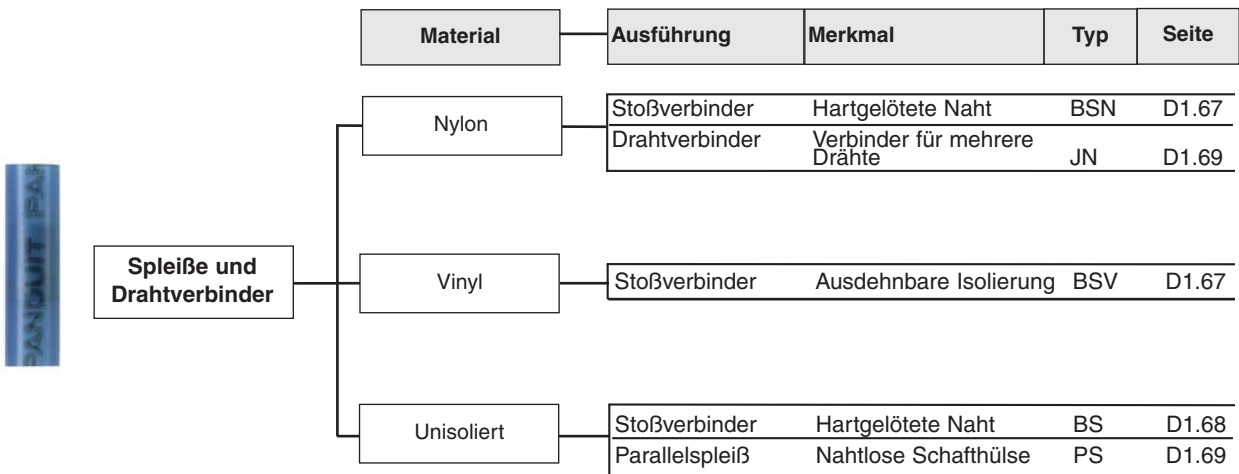 Material Ausführung Merkmal Typ Seite
Nylon
Stoßverbinder Hartgelötete Naht BSN D1.67
Drahtverbinder Verbinder für mehrere
Drähte JN D1.69
PANDUIT PAN
Spleiße und
Drahtverbinder
Vinyl
Stoßverbinder Ausdehnbare Isolierung BSV D1.67
Unisoliert
Stoßverbinder Hartgelötete Naht BS D1.68
Parallelspleiß Nahtlose Schafthülse PS D1.69